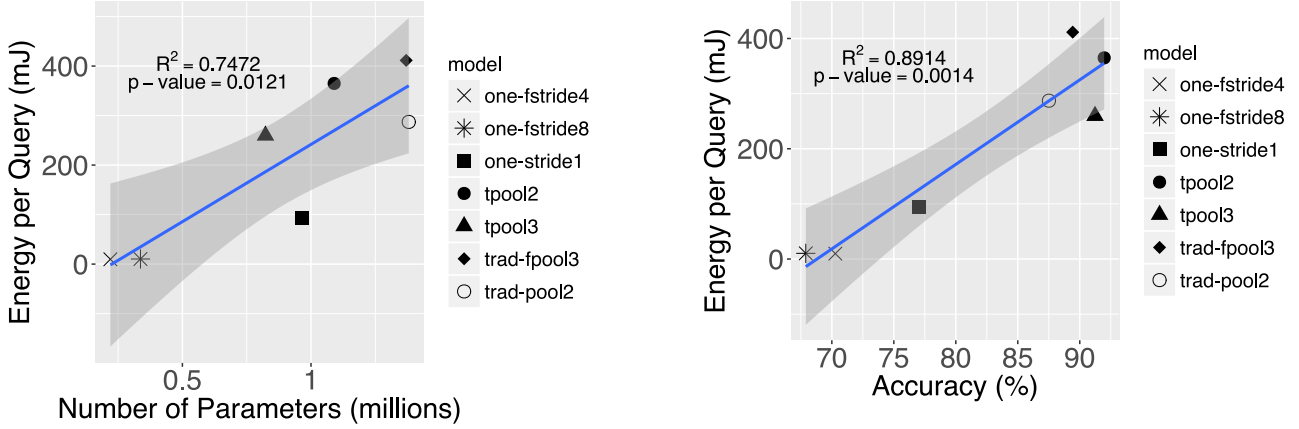 Energy per Query (mJ)
400
200
0
R² = 0.7472
p − value = 0.0121
0.5
1
Number of Parameters (millions)
model
one-fstride4
one-fstride8
one-stride1
tpool2
tpool3
trad-fpool3
trad-pool2
Energy per Query (mJ)
400
300
200
100
0
R² = 0.8914
p − value = 0.0014
70
75
80
85
90
Accuracy (%)
model
one-fstride4
one-fstride8
one-stride1
tpool2
tpool3
trad-fpool3
trad-pool2